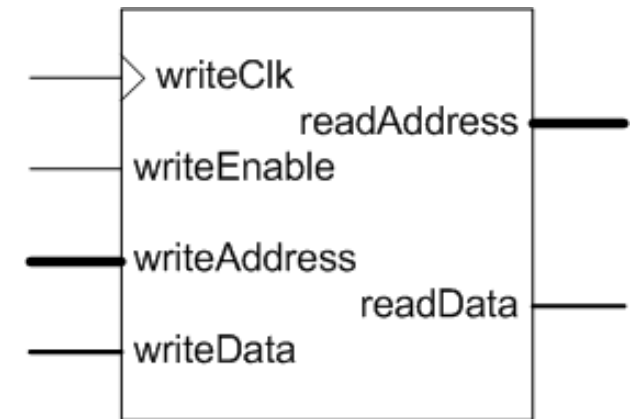 writeClk
readAddress
writeEnable
writeAddress
readData
writeData